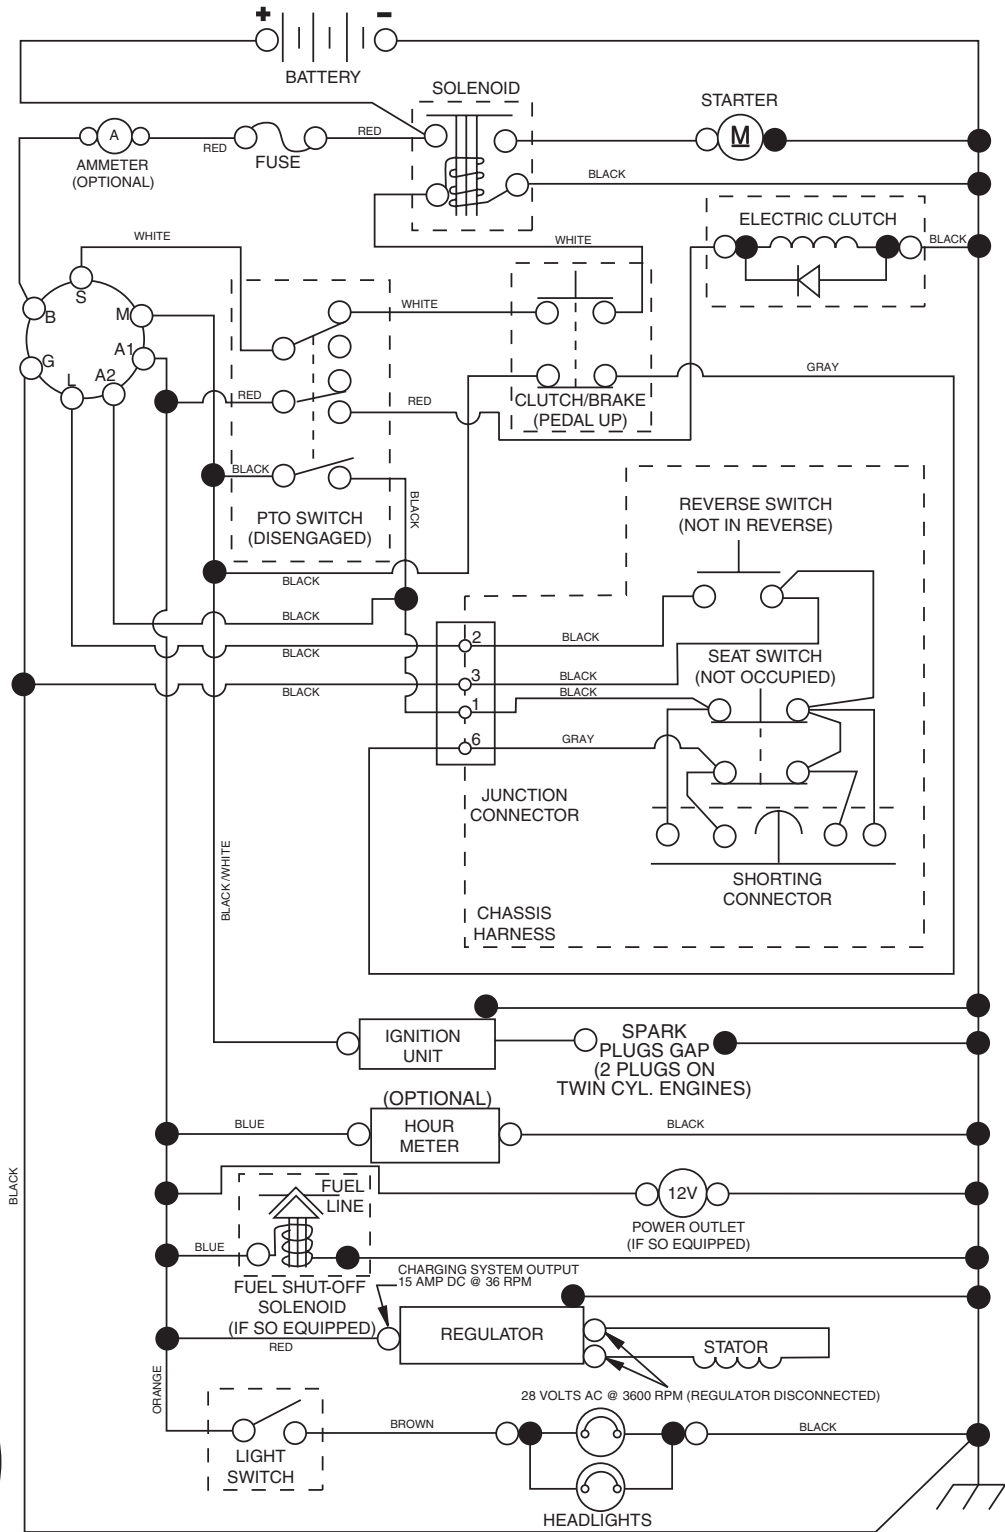 + −
BATTERY
SOLENOID
STARTER
A
RED
FUSE
RED
M
AMMETER
(OPTIONAL)
BLACK
ELECTRIC CLUTCH
BLACK
WHITE
WHITE
S
B
M
WHITE
A1
G
L
A2
RED
RED
GRAY
CLUTCH/BRAKE
(PEDAL UP)
BLACK
BLACK
PTO SWITCH
(DISENGAGED)
REVERSE SWITCH
(NOT IN REVERSE)
BLACK
BLACK
BLACK
2
BLACK
SEAT SWITCH
(NOT OCCUPIED)
BLACK
3
BLACK
BLACK
1
6
GRAY
JUNCTION
CONNECTOR
BLACK/WHITE
SHORTING
CONNECTOR
CHASSIS
HARNESS
IGNITION
UNIT
SPARK
PLUGS GAP
(2 PLUGS ON
TWIN CYL. ENGINES)
(OPTIONAL)
BLUE
HOUR
METER
BLACK
BLACK
FUEL
LINE
12V
POWER OUTLET
(IF SO EQUIPPED)
BLUE
CHARGING SYSTEM OUTPUT
15 AMP DC @ 36 RPM
FUEL SHUT-OFF
SOLENOID
(IF SO EQUIPPED)
RED
REGULATOR
STATOR
28 VOLTS AC @ 3600 RPM (REGULATOR DISCONNECTED)
ORANGE
BROWN
BLACK
LIGHT
SWITCH
HEADLIGHTS